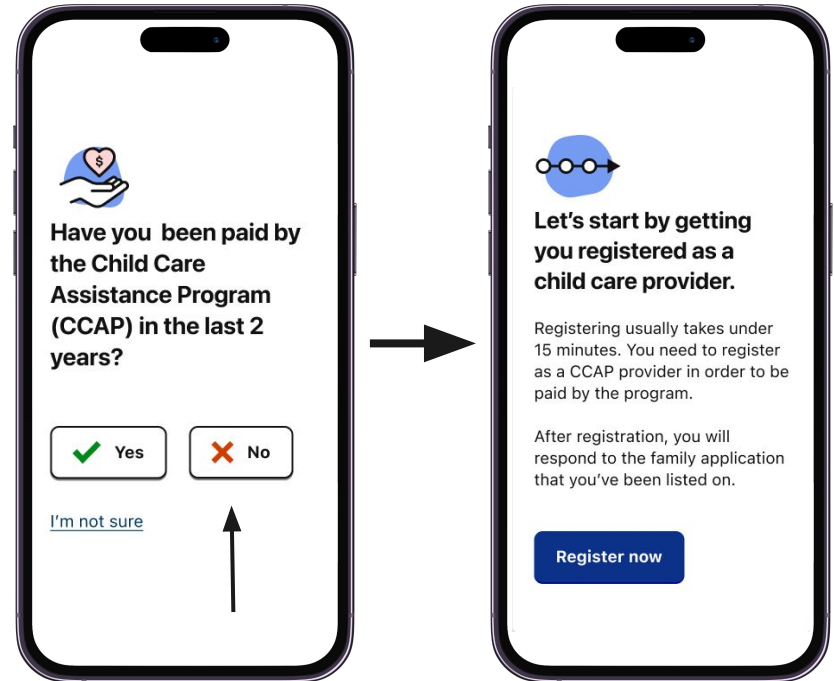 $
Have you  been paid by
the Child Care
Assistance Program
(CCAP) in the last 2
years?
Yes
No
I'm not sure
Let's start by getting
you registered as a
child care provider.
Registering usually takes under
15 minutes. You need to register
as a CCAP provider in order to be
paid by the program.
After registration, you will
respond to the family application
that you've been listed on.
Register now